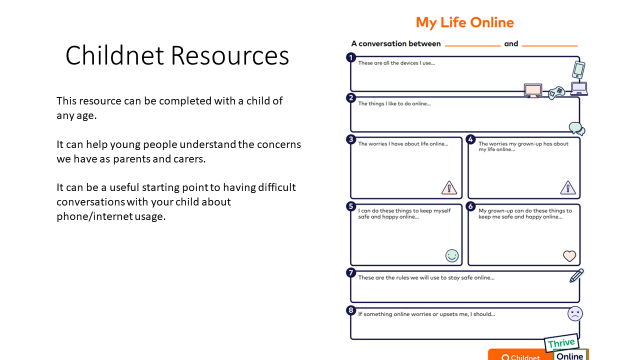 Childnet Resources
This resource can be completed with a child of
any age.
It can help young people understand the concerns
we have as parents and carers.
It can be a useful starting point to having difficult
conversations with your child about
phone/internet usage.
My Life Online
A conversation between __________ and __________
1
These are all the devices I use...
2
The things I like to do online...
3
The worries I have about life online...
4
The worries my grown-up has about
my life online...
5
I can do these things to keep myself
safe and happy online...
6
My grown-up can do these things to
keep me safe and happy online...
7
These are the rules we will use to stay safe online...
8
If something online worries or upsets me, I should...
Childnet
Thrive
Online